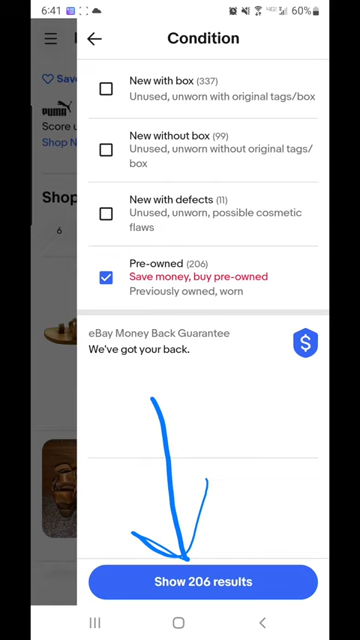 6:41
60%
Condition
Save
New with box (337)
Unused, unworn with original tags/box
PUMA
Score u
Shop N
New without box (99)
Unused, unworn without original tags/
box
Shop
6
New with defects (11)
Unused, unworn, possible cosmetic
flaws
Pre-owned (206)
Save money, buy pre-owned
Previously owned, worn
eBay Money Back Guarantee
We've got your back.
$
Show 206 results